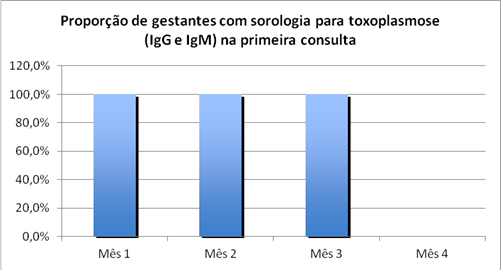 Proporção de gestantes com sorologia para toxoplasmose
(IgG e IgM) na primeira consulta
120,0%
100,0%
80,0%
60,0%
40,0%
20,0%
0,0%
Mês 1 Mês 2 Mês 3 Mês 4